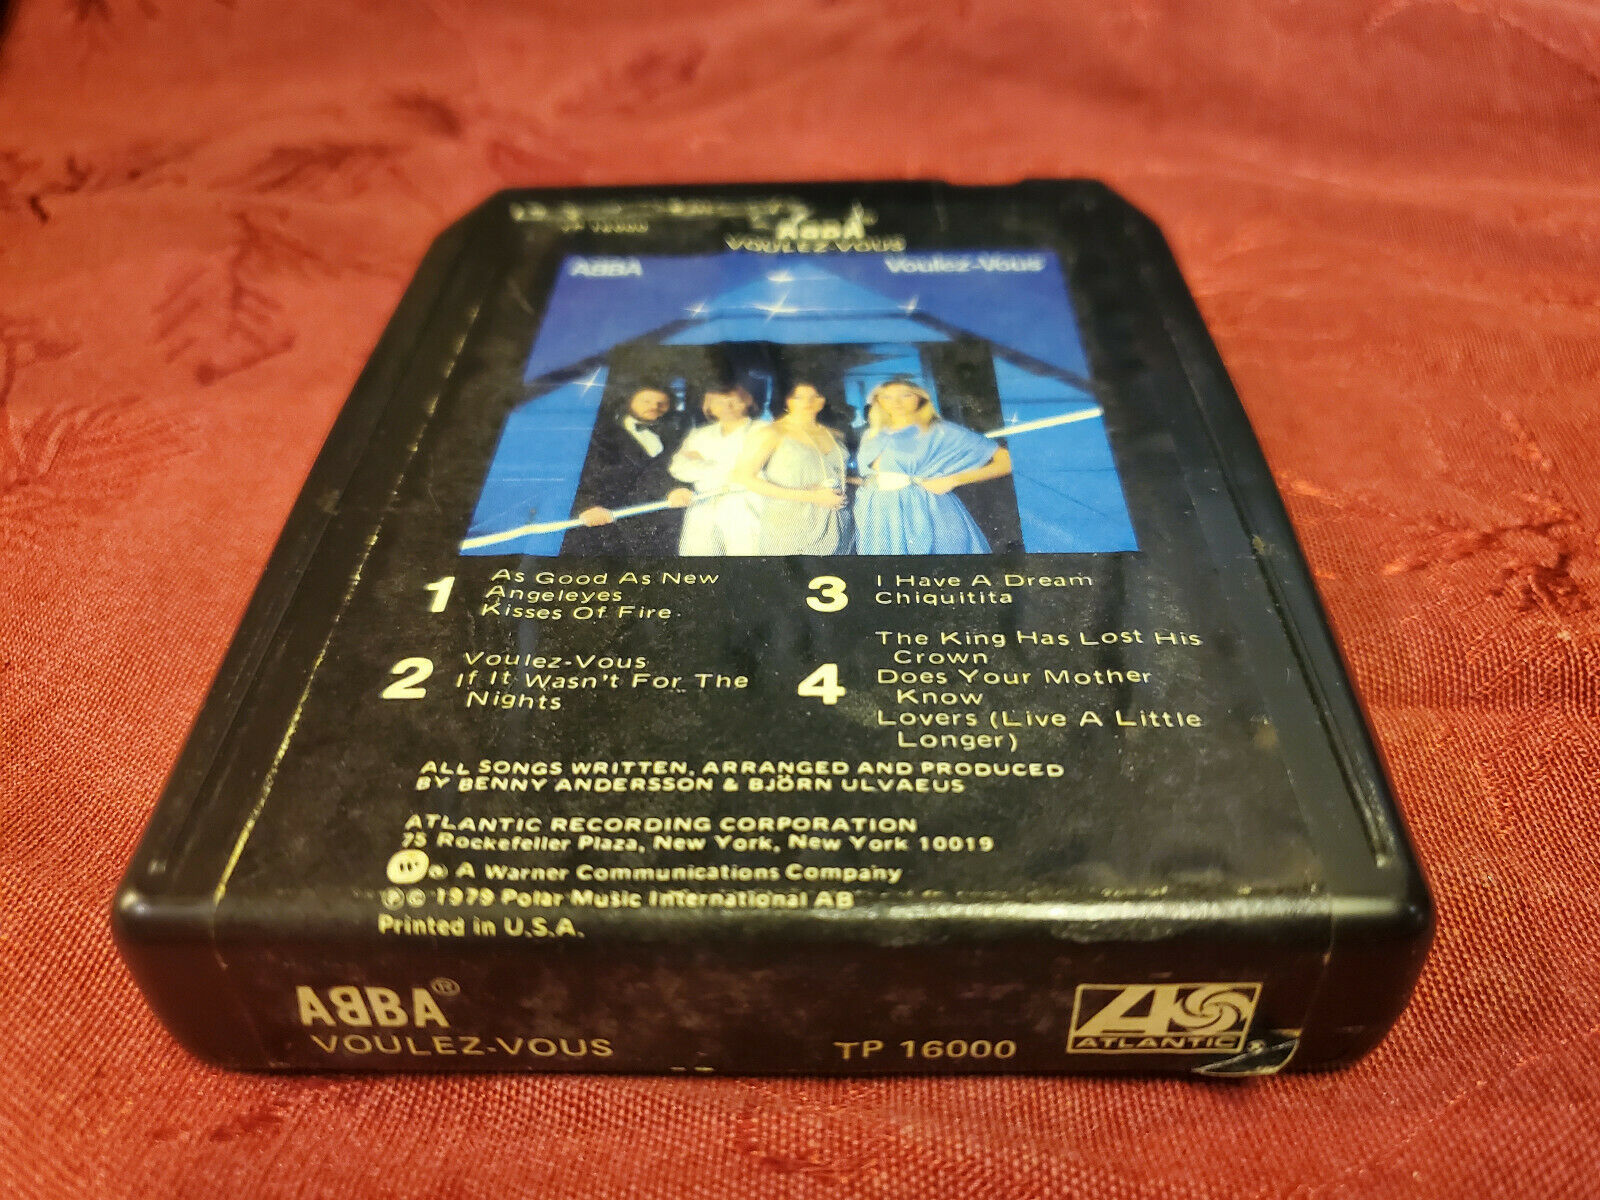 TP 16000
ABBA
VOULEZ-VOUS
ABBA
Voulez-Vous
1
As Good As New
Angeleyes
Kisses Of Fire
2
Voulez-Vous
If It Wasn't For The
Nights
3
I Have A Dream
Chiquitita
4
The King Has Lost His
Crown
Does Your Mother
Know
Lovers (Live A Little
Longer)
ALL SONGS WRITTEN, ARRANGED AND PRODUCED
BY BENNY ANDERSSON & BJÖRN ULVAEUS
ATLANTIC RECORDING CORPORATION
75 Rockefeller Plaza, New York, New York 10019
W ® A Warner Communications Company
℗© 1979 Polar Music International AB
Printed in U.S.A.
ABBA®
VOULEZ-VOUS
TP 16000
A
ATLANTIC